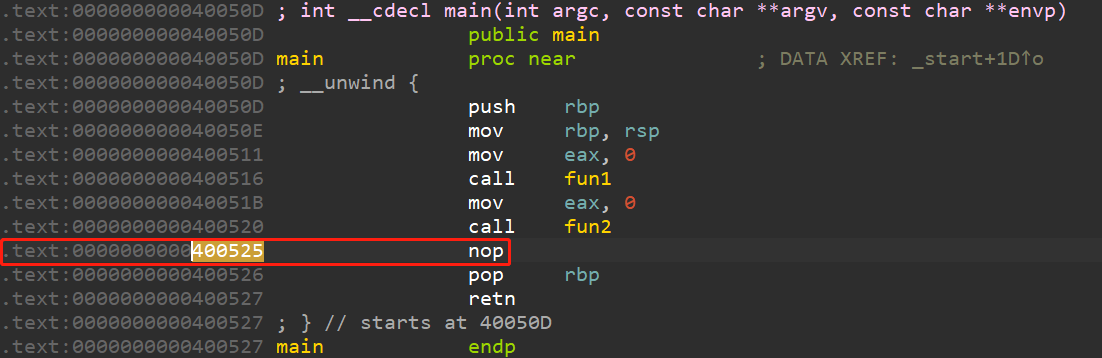 .text:000000000040050D ; int __cdecl main(int argc, const char **argv, const char **envp)
.text:000000000040050D public main
.text:000000000040050D main proc near ; DATA XREF: _start+1D↑o
.text:000000000040050D ; __unwind {
.text:000000000040050D push rbp
.text:000000000040050E mov rbp, rsp
.text:0000000000400511 mov eax, 0
.text:0000000000400516 call fun1
.text:000000000040051B mov eax, 0
.text:0000000000400520 call fun2
.text:0000000000400525 nop
.text:0000000000400526 pop rbp
.text:0000000000400527 retn
.text:0000000000400527 ; } // starts at 40050D
.text:0000000000400527 main endp